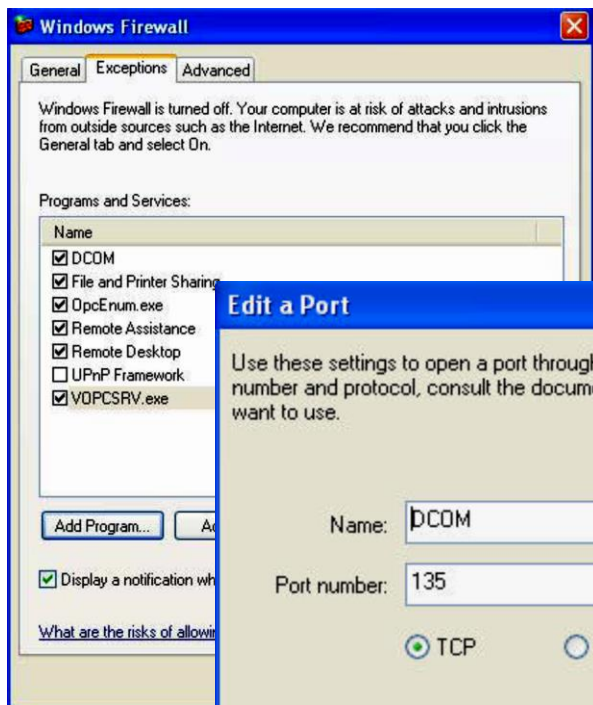 Windows Firewall
General Exceptions Advanced
Windows Firewall is turned off. Your computer is at risk of attacks and intrusions
from outside sources such as the Internet. We recommend that you click the
General tab and select On.
Programs and Services:
Name
DCOM
File and Printer Sharing
OpcEnum.exe
Remote Assistance
Remote Desktop
UPnP Framework
VOPCSRV.exe
Add Program...
Display a notification wh
What are the risks of allowi
Edit a Port
Use these settings to open a port through
number and protocol, consult the docum
want to use.
Name: DCOM
Port number: 135
TCP